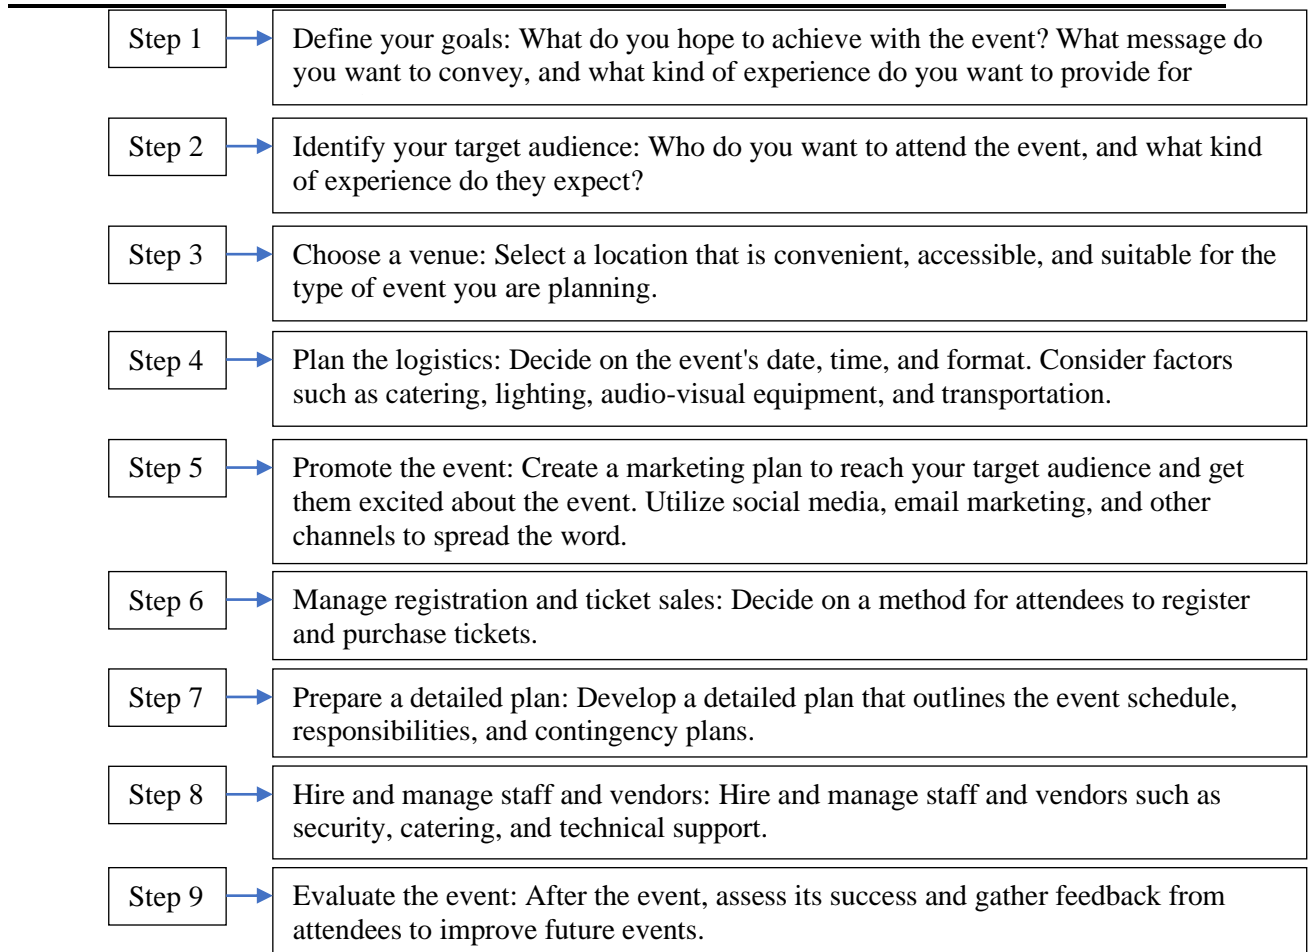 Step 1
Define your goals: What do you hope to achieve with the event? What message do
you want to convey, and what kind of experience do you want to provide for
Step 2
Identify your target audience: Who do you want to attend the event, and what kind
of experience do they expect?
Step 3
Choose a venue: Select a location that is convenient, accessible, and suitable for the
type of event you are planning.
Step 4
Plan the logistics: Decide on the event's date, time, and format. Consider factors
such as catering, lighting, audio-visual equipment, and transportation.
Step 5
Promote the event: Create a marketing plan to reach your target audience and get
them excited about the event. Utilize social media, email marketing, and other
channels to spread the word.
Step 6
Manage registration and ticket sales: Decide on a method for attendees to register
and purchase tickets.
Step 7
Prepare a detailed plan: Develop a detailed plan that outlines the event schedule,
responsibilities, and contingency plans.
Step 8
Hire and manage staff and vendors: Hire and manage staff and vendors such as
security, catering, and technical support.
Step 9
Evaluate the event: After the event, assess its success and gather feedback from
attendees to improve future events.